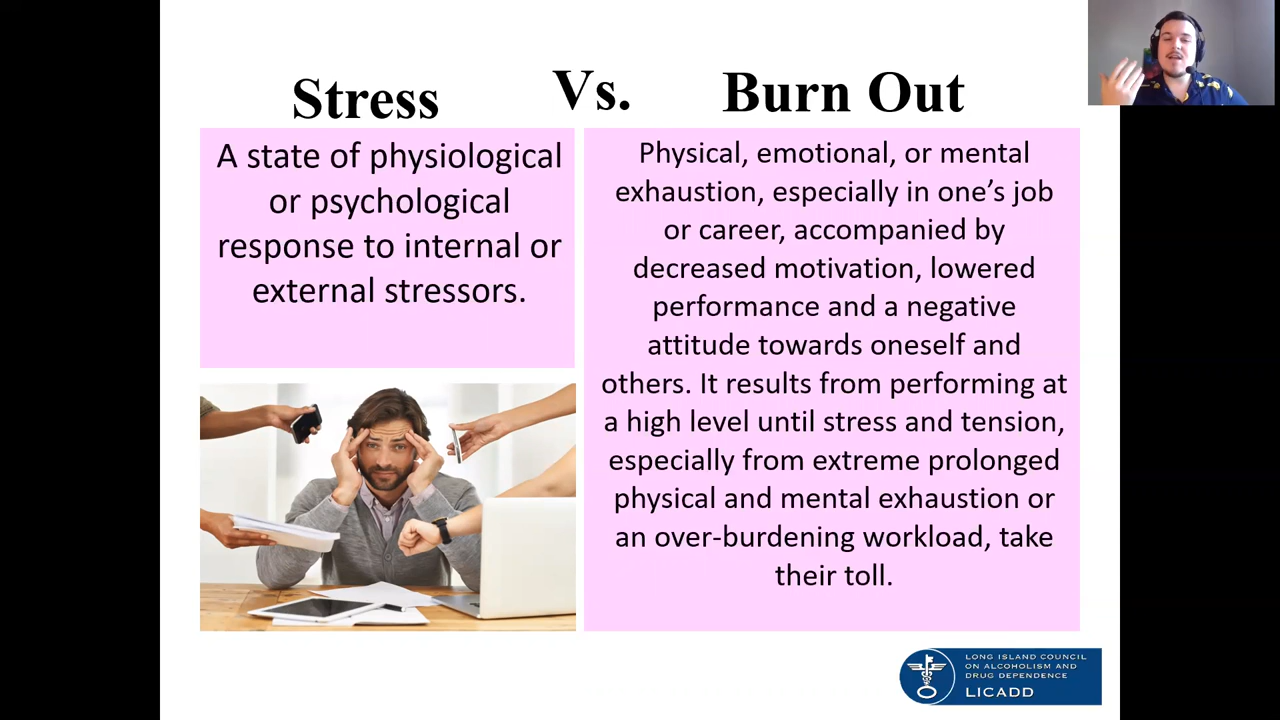 Stress Vs. Burn Out
A state of physiological
or psychological
response to internal or
external stressors.
Physical, emotional, or mental
exhaustion, especially in one’s job
or career, accompanied by
decreased motivation, lowered
performance and a negative
attitude towards oneself and
others. It results from performing at
a high level until stress and tension,
especially from extreme prolonged
physical and mental exhaustion or
an over-burdening workload, take
their toll.
LONG ISLAND COUNCIL
ON ALCOHOLISM AND
DRUG DEPENDENCE
LICADD